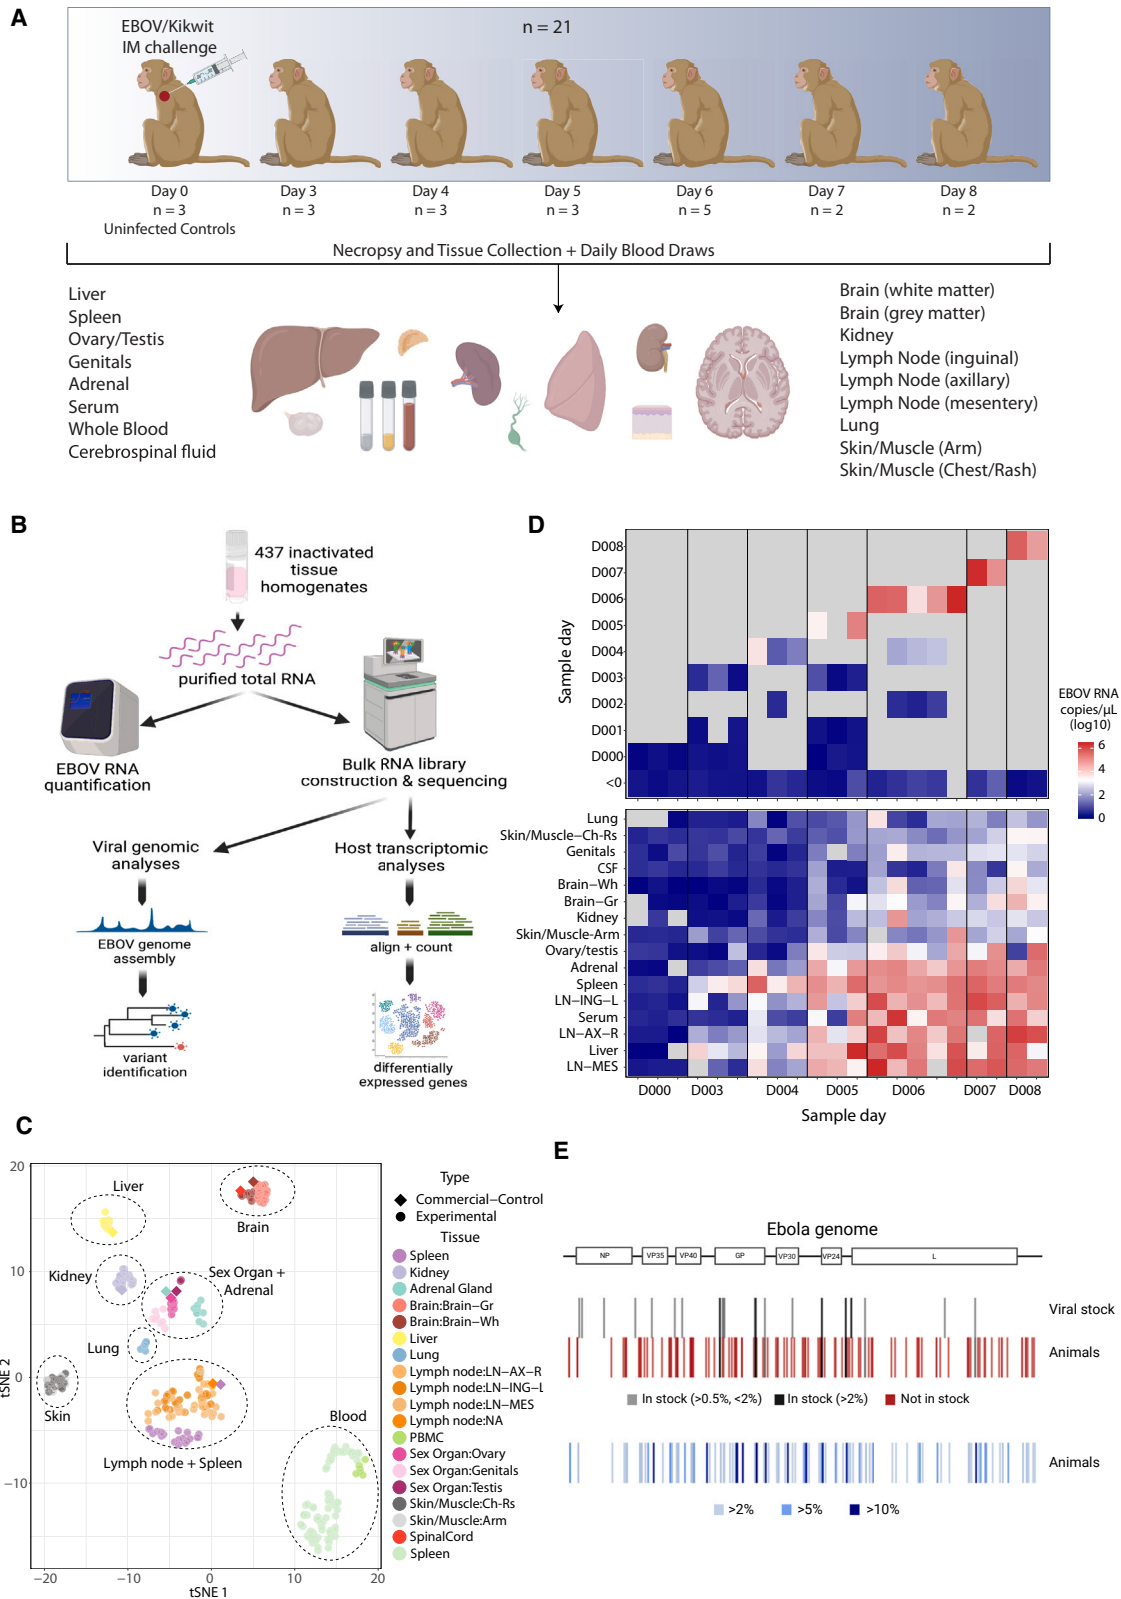 A
EBOV/Kikwit
IM challenge
n = 21
Day 0
n = 3
Uninfected Controls
Day 3
n = 3
Day 4
n = 3
Day 5
n = 3
Day 6
n = 5
Day 7
n = 2
Day 8
n = 2
Necropsy and Tissue Collection + Daily Blood Draws
Liver
Spleen
Ovary/Testis
Genitals
Adrenal
Serum
Whole Blood
Cerebrospinal fluid
Brain (white matter)
Brain (grey matter)
Kidney
Lymph Node (inguinal)
Lymph Node (axillary)
Lymph Node (mesentery)
Lung
Skin/Muscle (Arm)
Skin/Muscle (Chest/Rash)
B
437 inactivated
tissue
homogenates
purified total RNA
EBOV RNA
quantification
Bulk RNA library
construction & sequencing
Viral genomic
analyses
Host transcriptomic
analyses
EBOV genome
assembly
align + count
variant
identification
differentially
expressed genes
D
Sample day
D008
D007
D006
D005
D004
D003
D002
D001
D000
<0
EBOV RNA
copies/µL
(log10)
6
4
2
0
Lung
Skin/Muscle−Ch−Rs
Genitals
CSF
Brain−Wh
Brain−Gr
Kidney
Skin/Muscle-Arm
Ovary/testis
Adrenal
Spleen
LN−ING−L
Serum
LN−AX−R
Liver
LN−MES
D000
D003
D004
D005
D006
D007
D008
Sample day
C
tSNE 2
20
10
0
−10
−20
−10
0
10
20
tSNE 1
Liver
Brain
Kidney
Sex Organ +
Adrenal
Lung
Skin
Blood
Lymph node + Spleen
Type
Commercial−Control
Experimental
Tissue
Spleen
Kidney
Adrenal Gland
Brain:Brain−Gr
Brain:Brain−Wh
Liver
Lung
Lymph node:LN−AX−R
Lymph node:LN−ING−L
Lymph node:LN−MES
Lymph node:NA
PBMC
Sex Organ:Ovary
Sex Organ:Genitals
Sex Organ:Testis
Skin/Muscle:Ch-Rs
Skin/Muscle:Arm
SpinalCord
Spleen
E
Ebola genome
NP
VP35
VP40
GP
VP30
VP24
L
Viral stock
Animals
In stock (>0.5%, <2%)
In stock (>2%)
Not in stock
Animals
>2%
>5%
>10%